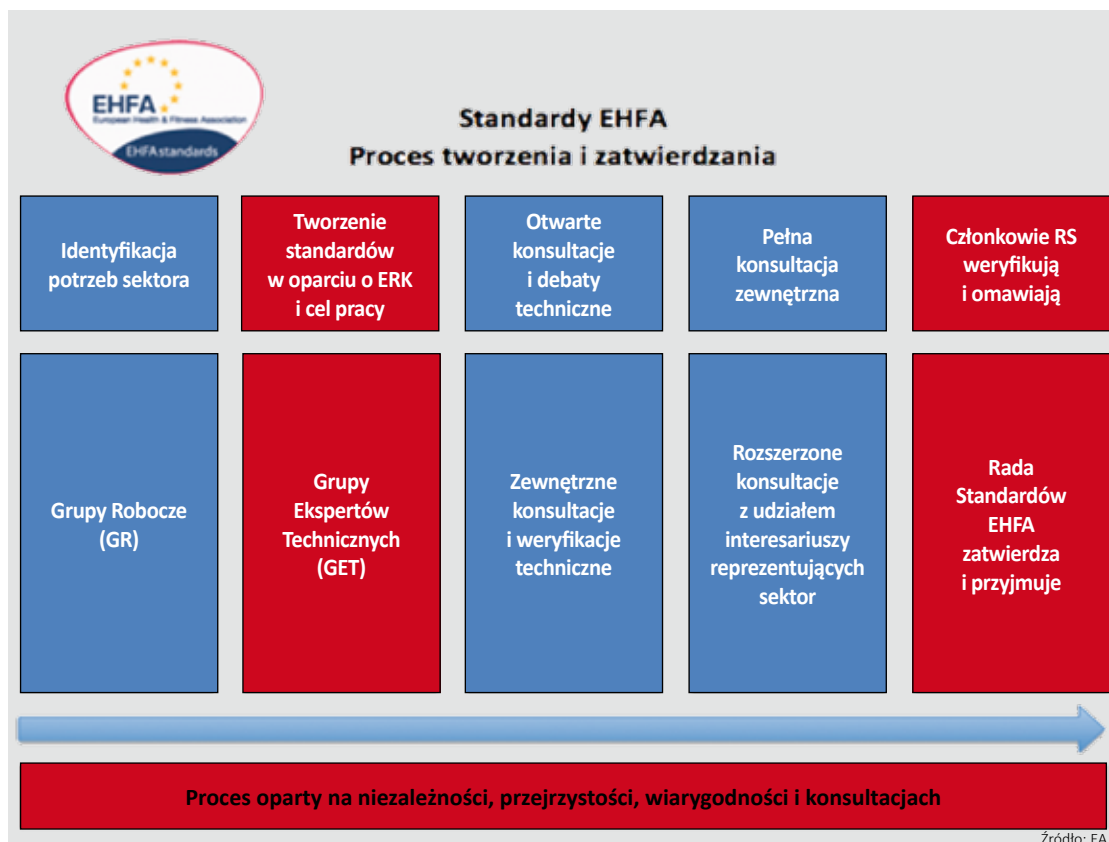 EHFA
European Health & Fitness Association
EHFA standards
Standardy EHFA
Proces tworzenia i zatwierdzania
Identyfikacja
potrzeb sektora
Tworzenie
standardów
w oparciu o ERK
i cel pracy
Otwarte
konsultacje
i debaty
techniczne
Pełna
konsultacja
zewnętrzna
Członkowie RS
weryfikują
i omawiają
Grupy Robocze
(GR)
Grupy
Ekspertów
Technicznych
(GET)
Zewnętrzne
konsultacje
i weryfikacje
techniczne
Rozszerzone
konsultacje
z udziałem
interesariuszy
reprezentujących
sektor
Rada
Standardów
EHFA
zatwierdza
i przyjmuje
Proces oparty na niezależności, przejrzystości, wiarygodności i konsultacjach
Źródło: EA